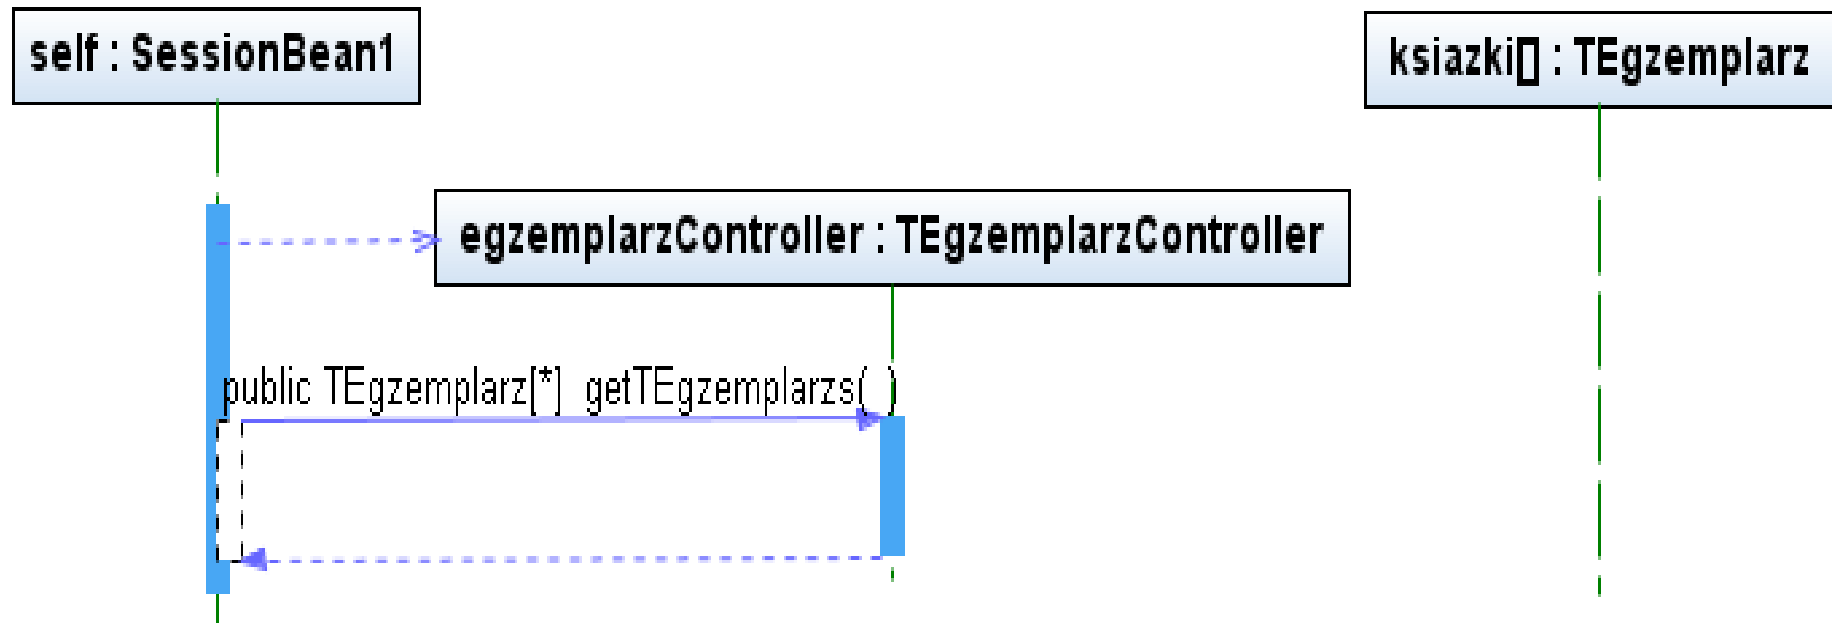 self : SessionBean1
ksiazki[] : TEgzemplarz
egzemplarzController : TEgzemplarzController
public TEgzemplarz[*] getTEgzemplarzs( )